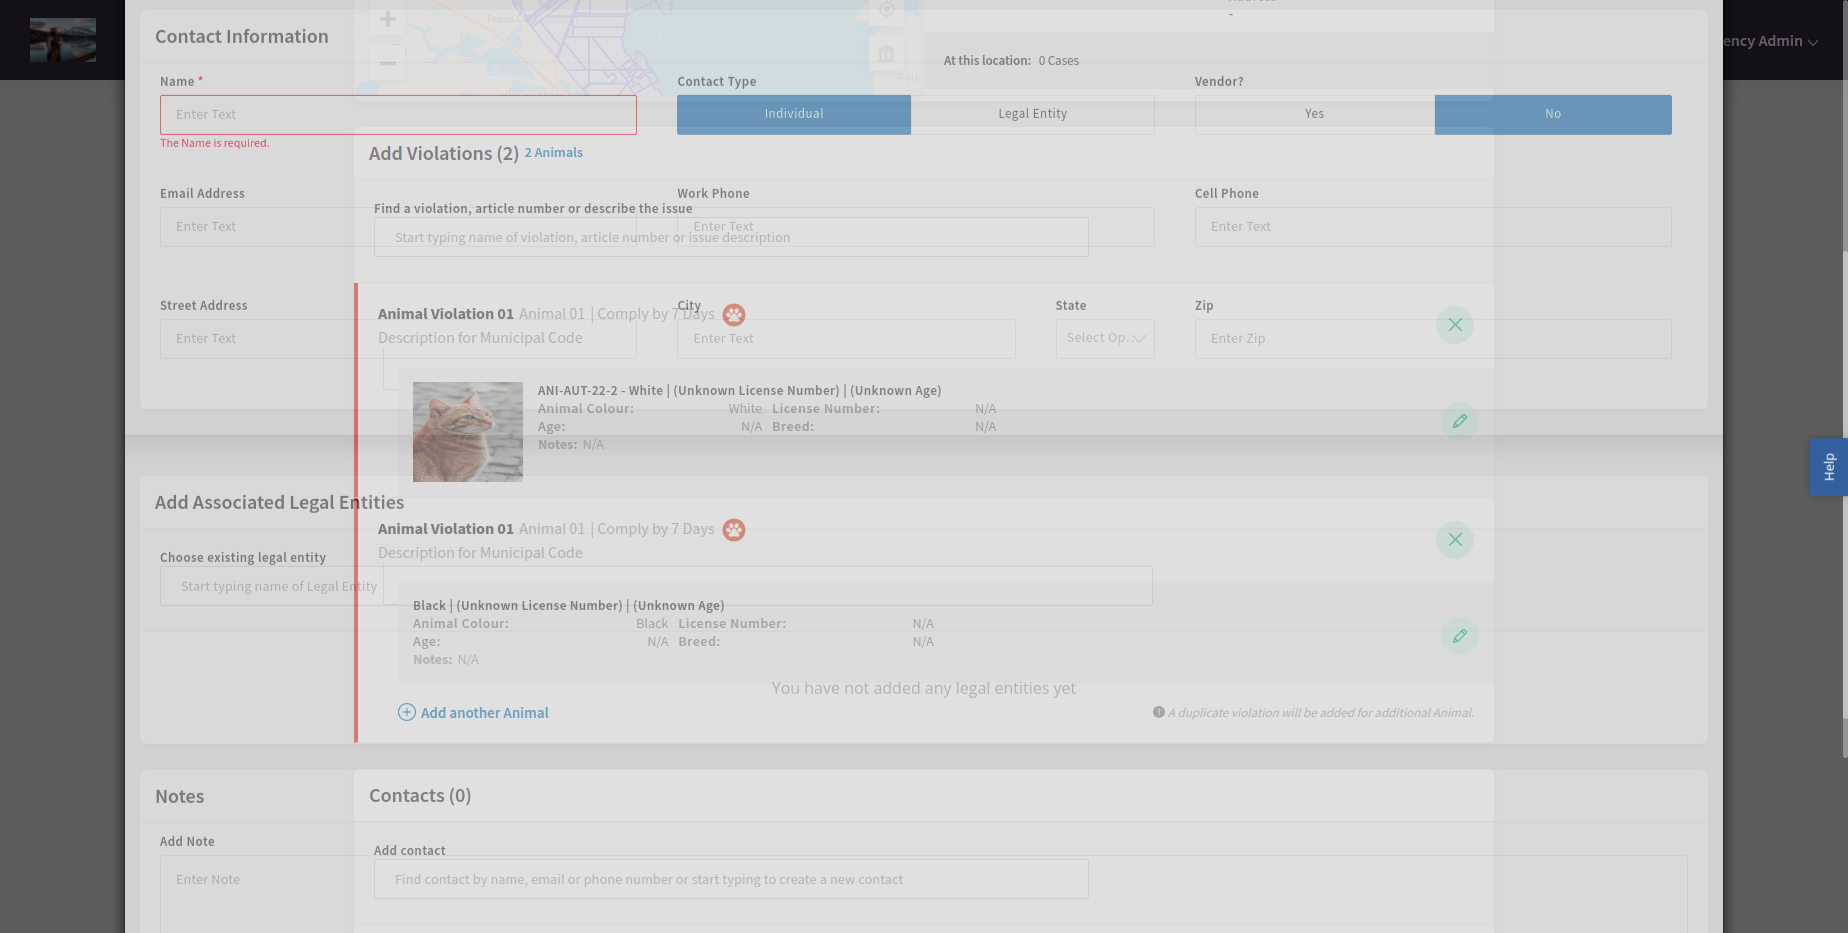 Texas City Junction
Address
-
Contact Information
ency Admin
At this location: 0 Cases
Name *
Contact Type
Vendor?
Enter Text
Individual
Legal Entity
Yes
No
The Name is required.
Add Violations (2) 2 Animals
Email Address
Work Phone
Cell Phone
Find a violation, article number or describe the issue
Enter Text
Enter Text
Enter Text
Start typing name of violation, article number or issue description
Street Address
City
State
Zip
Animal Violation 01 Animal 01 | Comply by 7 Days
Description for Municipal Code
Enter Text
Enter Text
Select Op...
Enter Zip
ANI-AUT-22-2 - White | (Unknown License Number) | (Unknown Age)
Animal Colour: White License Number: N/A
Age: N/A Breed: N/A
Notes: N/A
Help
Add Associated Legal Entities
Animal Violation 01 Animal 01 | Comply by 7 Days
Description for Municipal Code
Choose existing legal entity
Start typing name of Legal Entity
Black | (Unknown License Number) | (Unknown Age)
Animal Colour: Black License Number: N/A
Age: N/A Breed: N/A
Notes: N/A
You have not added any legal entities yet
Add another Animal
A duplicate violation will be added for additional Animal.
Notes
Contacts (0)
Add Note
Add contact
Enter Note
Find contact by name, email or phone number or start typing to create a new contact